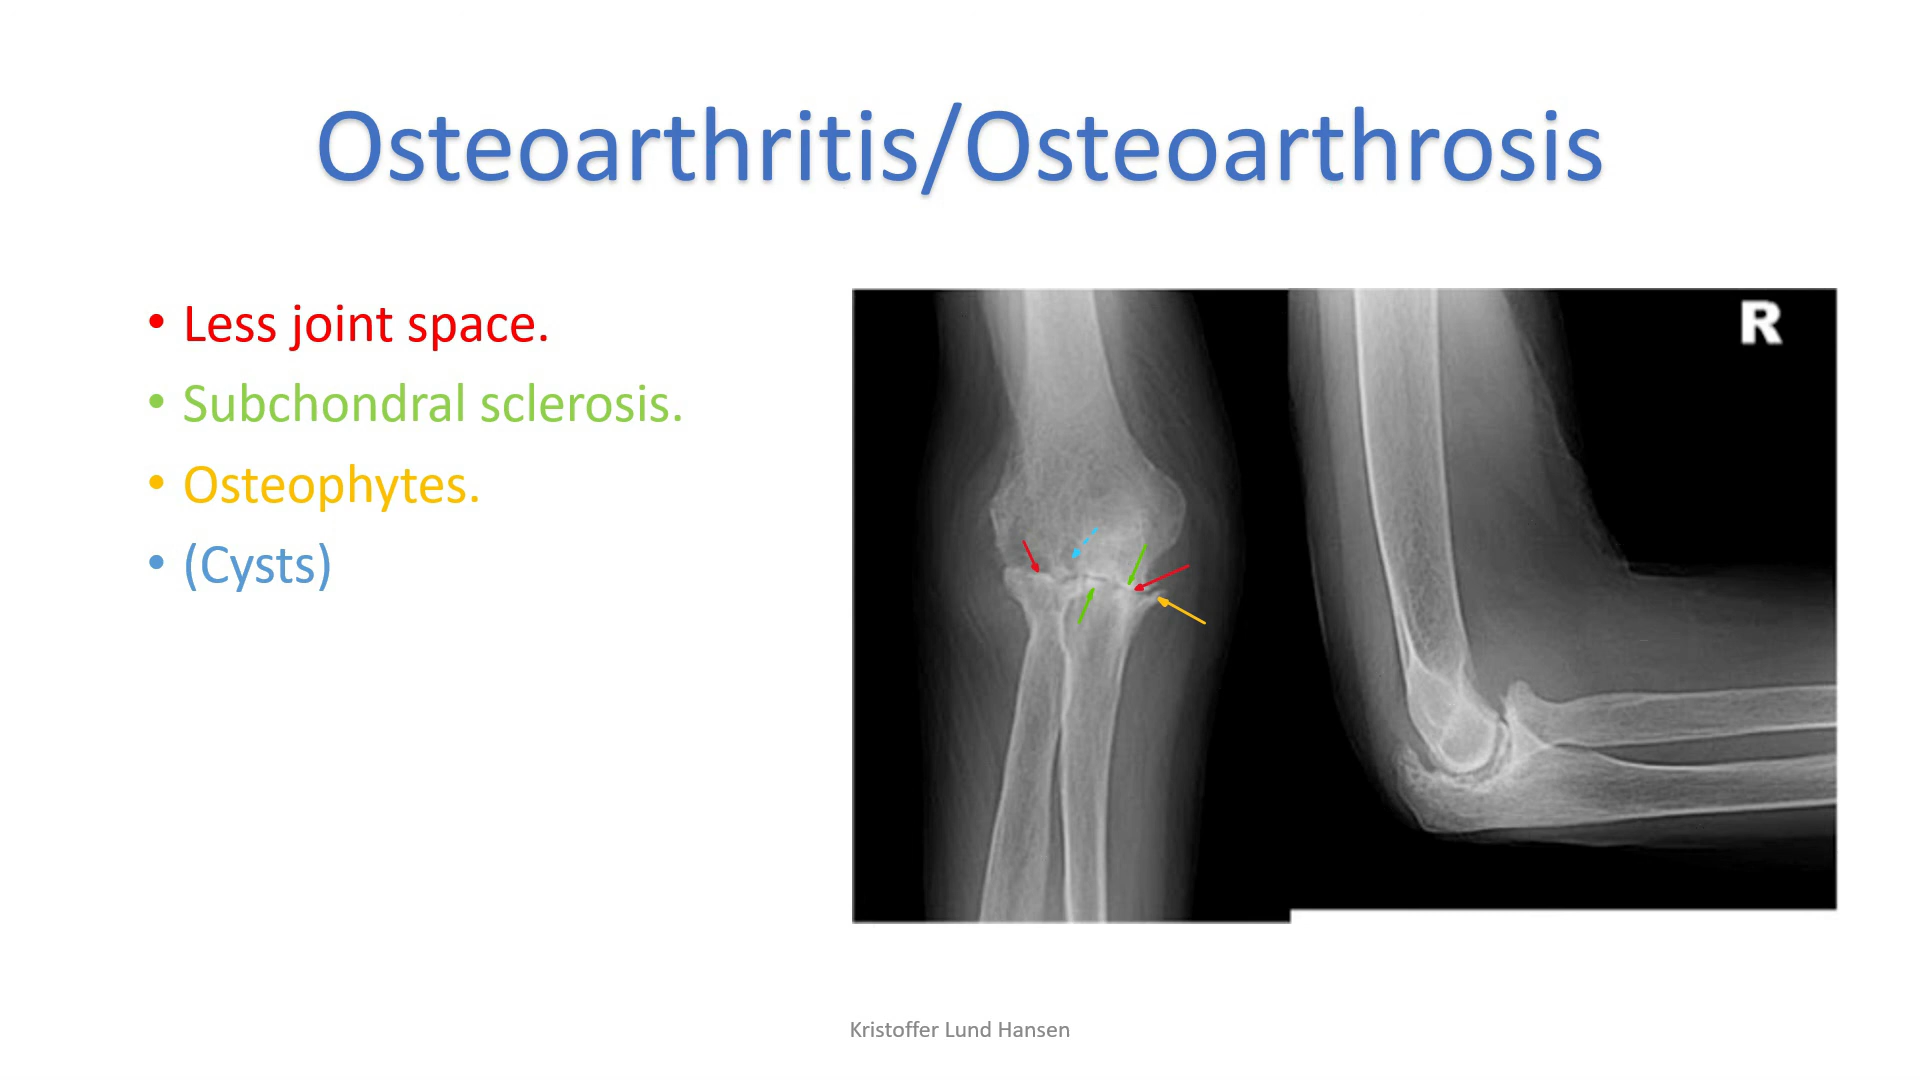 Osteoarthritis/Osteoarthrosis
• Less joint space.
• Subchondral sclerosis.
• Osteophytes.
• (Cysts)
R
Kristoffer Lund Hansen